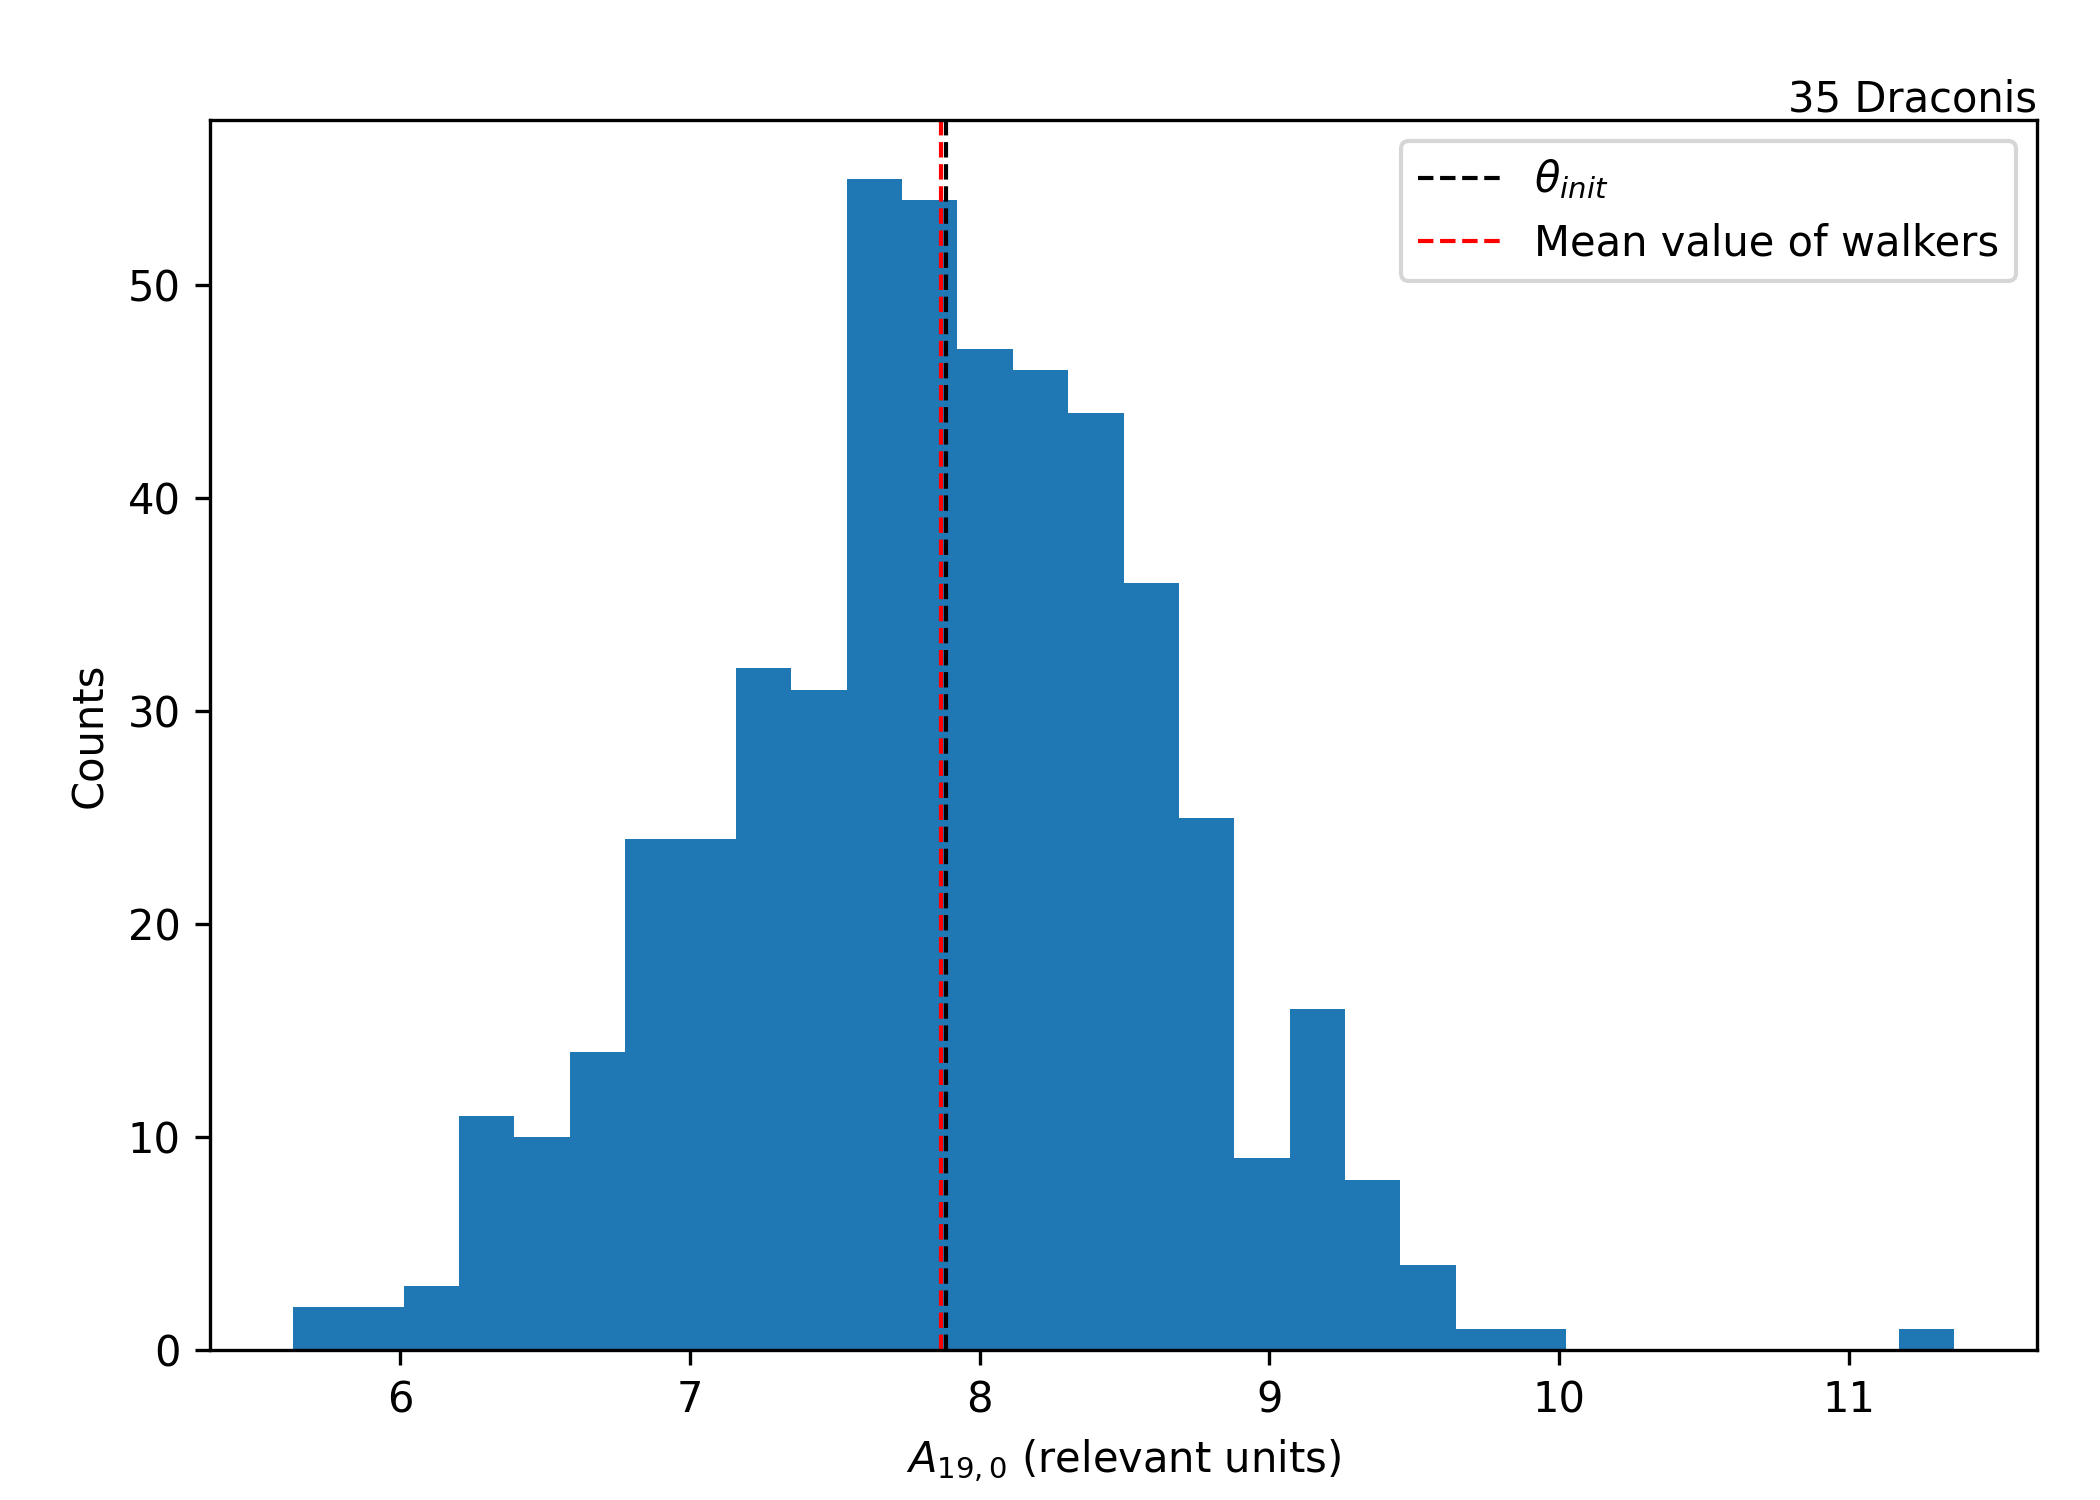 35 Draconis
θinit
Mean value of walkers
50
40
30
20
10
0
Counts
6 7 8 9 10 11
A19,0 (relevant units)